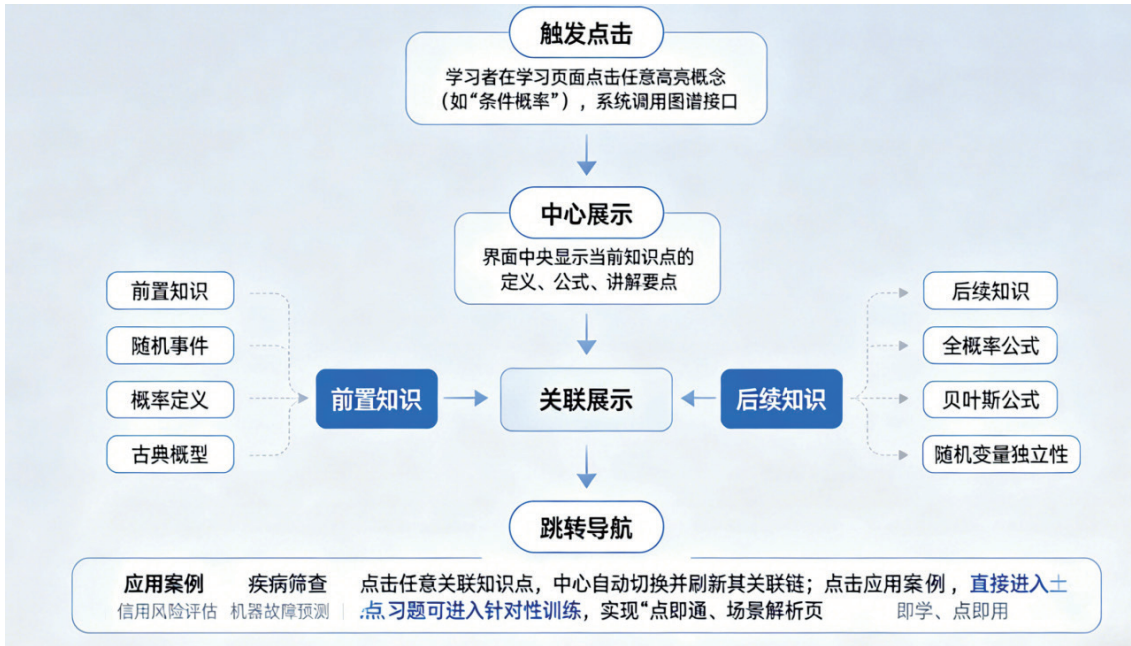 触发点击
学习者在学习页面点击任意高亮概念
（如“条件概率”），系统调用图谱接口
中心展示
界面中央显示当前知识点的
定义、公式、讲解要点
前置知识
随机事件
概率定义
古典概型
前置知识
关联展示
后续知识
后续知识
全概率公式
贝叶斯公式
随机变量独立性
跳转导航
应用案例 疾病筛查 点击任意关联知识点，中心自动切换并刷新其关联链；点击应用案例，直接进入土
信用风险评估 机器故障预测 点习题可进入针对性训练，实现“点即通、场景解析页 即学、点即用